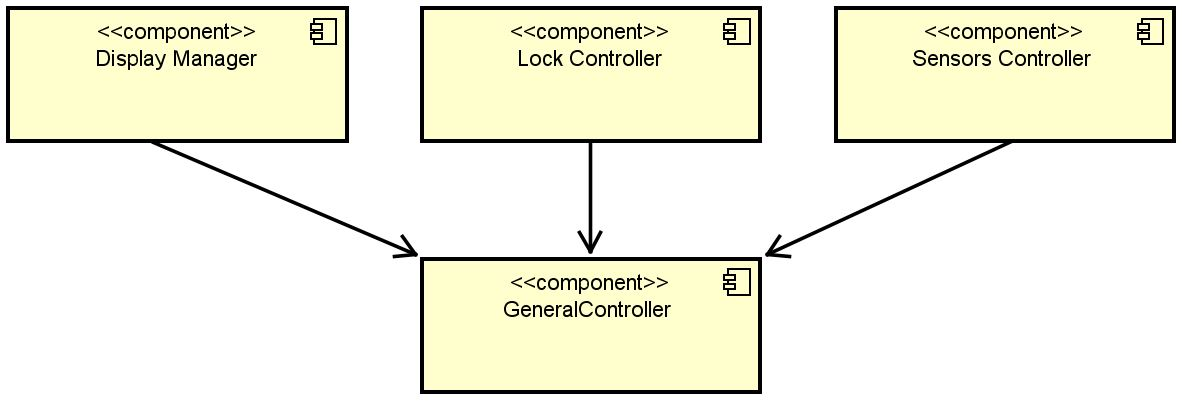 <<component>>
Display Manager
<<component>>
Lock Controller
<<component>>
Sensors Controller
<<component>>
GeneralController